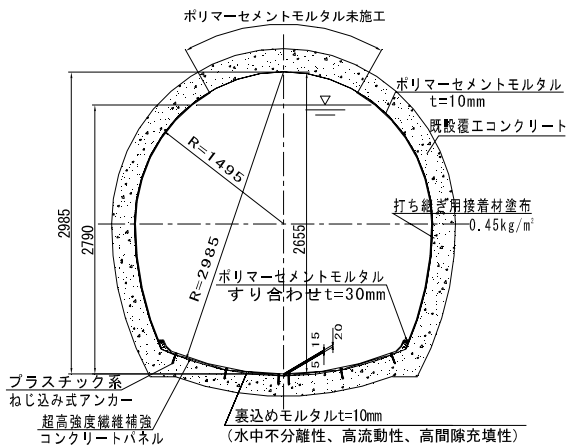 ポリマーセメントモルタル未施工
ポリマーセメントモルタル
t=10mm
既設覆工コンクリート
R=1495
2985
2790
2655
R=2985
打ち継ぎ用接着材塗布
0.45kg/㎡
ポリマーセメントモルタル
すり合わせt=30mm
15
20
5
プラスチック系
ねじ込み式アンカー
超高強度繊維補強
コンクリートパネル
裏込めモルタルt=10mm
(水中不分離性、高流動性、高間隙充填性)